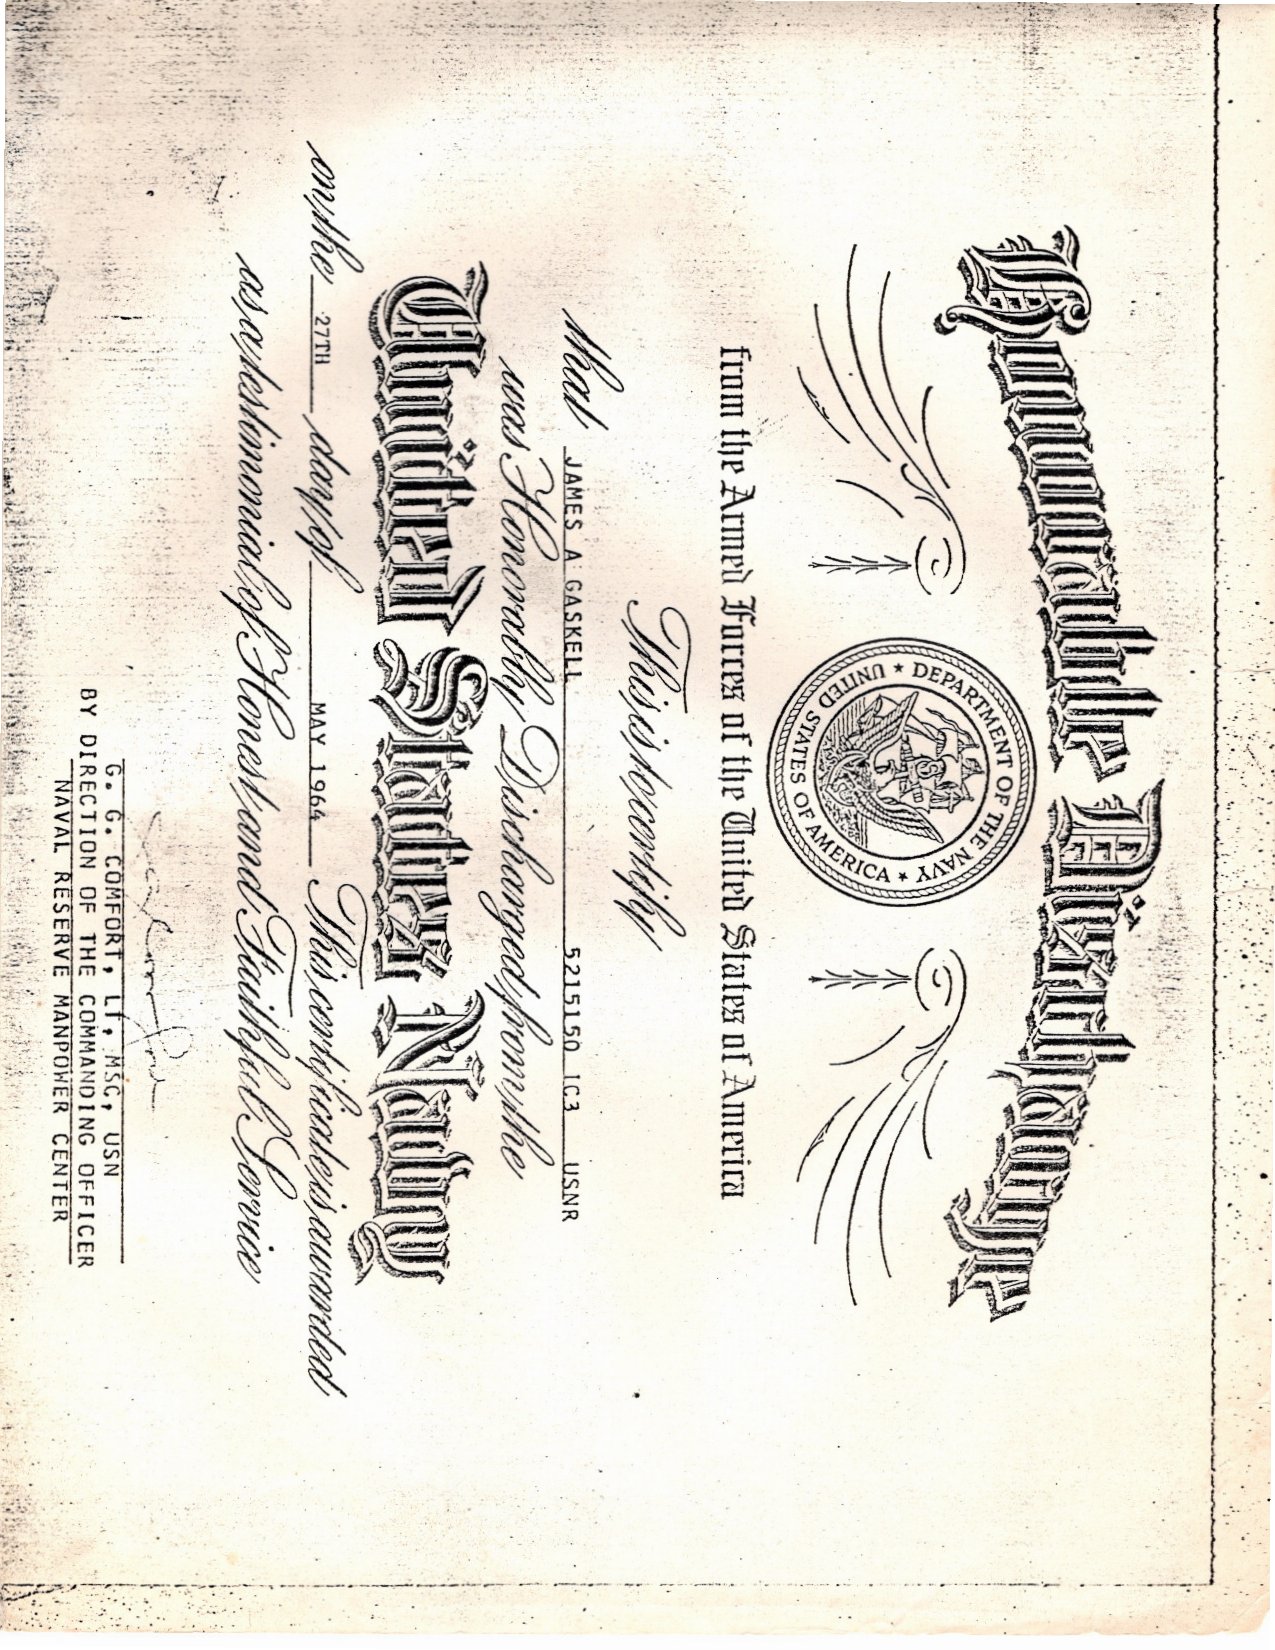 Honorable Discharge
DEPARTMENT OF THE NAVY ★ UNITED STATES OF AMERICA ★
from the Armed Forces of the United States of America
This is to certify
that JAMES A GASKELL 5215150 IC3 USNR
was Honorably Discharged from the
United States Navy
on the 27TH day of MAY 1964 This certificate is awarded
as a testimonial of Honest and Faithful Service
G. G. COMFORT, LT, MSC, USN
BY DIRECTION OF THE COMMANDING OFFICER
NAVAL RESERVE MANPOWER CENTER